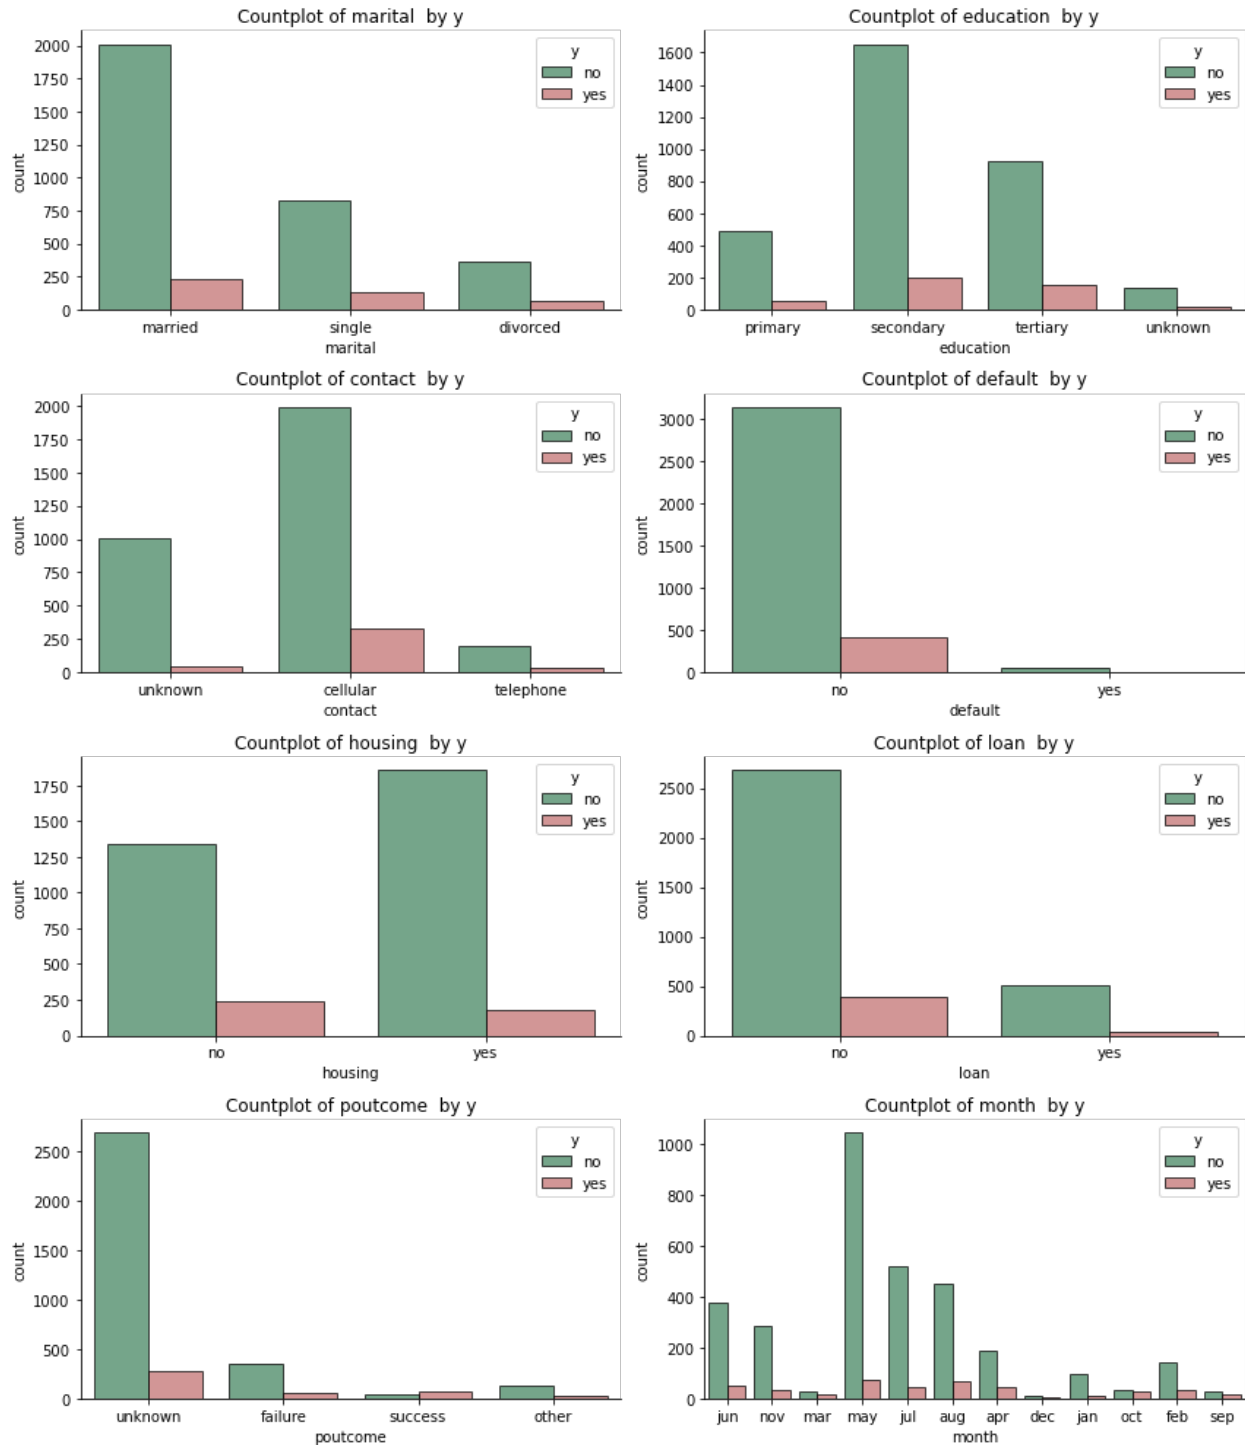 Countplot of marital  by y
y
no
yes
2000
1750
1500
1250
1000
750
500
250
0
count
married single divorced
marital
Countplot of education  by y
y
no
yes
1600
1400
1200
1000
800
600
400
200
0
count
primary secondary tertiary unknown
education
Countplot of contact  by y
y
no
yes
2000
1750
1500
1250
1000
750
500
250
0
count
unknown cellular telephone
contact
Countplot of default  by y
y
no
yes
3000
2500
2000
1500
1000
500
0
count
no yes
default
Countplot of housing  by y
y
no
yes
1750
1500
1250
1000
750
500
250
0
count
no yes
housing
Countplot of loan  by y
y
no
yes
2500
2000
1500
1000
500
0
count
no yes
loan
Countplot of poutcome  by y
y
no
yes
2500
2000
1500
1000
500
0
count
unknown failure success other
poutcome
Countplot of month  by y
y
no
yes
1000
800
600
400
200
0
count
jun nov mar may jul aug apr dec jan oct feb sep
month